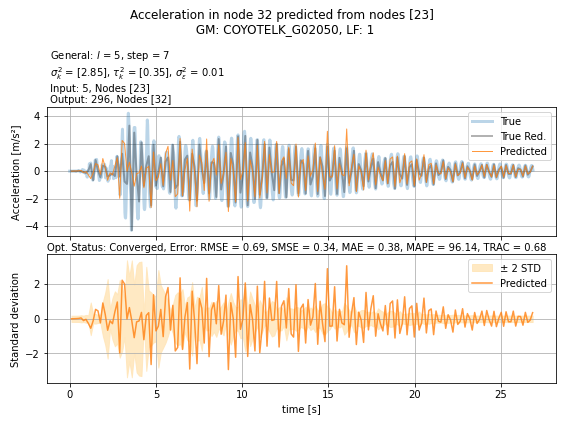 Acceleration in node 32 predicted from nodes [23]
GM: COYOTELK_G02050, LF: 1
General: l = 5, step = 7
σ²ₖ = [2.85], τ²ₖ = [0.35], σ²ε = 0.01
Input: 5, Nodes [23]
Output: 296, Nodes [32]
Acceleration [m/s²]
4
2
0
−2
−4
True
True Red.
Predicted
Opt. Status: Converged, Error: RMSE = 0.69, SMSE = 0.34, MAE = 0.38, MAPE = 96.14, TRAC = 0.68
Standard deviation
2
0
−2
± 2 STD
Predicted
0 5 10 15 20 25
time [s]